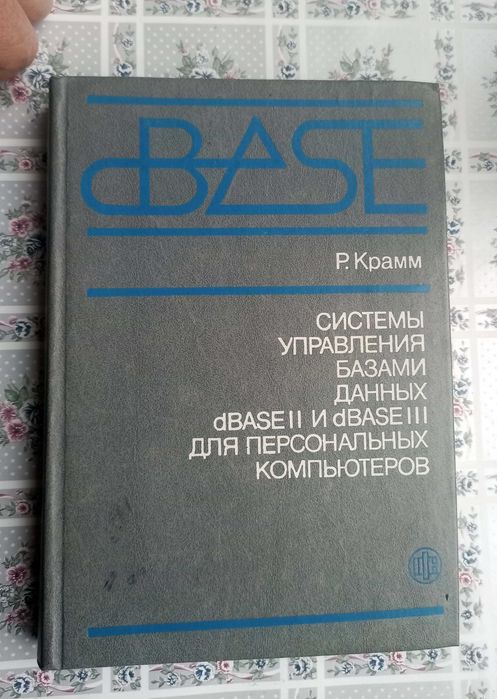 dBASE
Р. Крамм
СИСТЕМЫ
УПРАВЛЕНИЯ
БАЗАМИ
ДАННЫХ
dBASE II И dBASE III
ДЛЯ ПЕРСОНАЛЬНЫХ
КОМПЬЮТЕРОВ